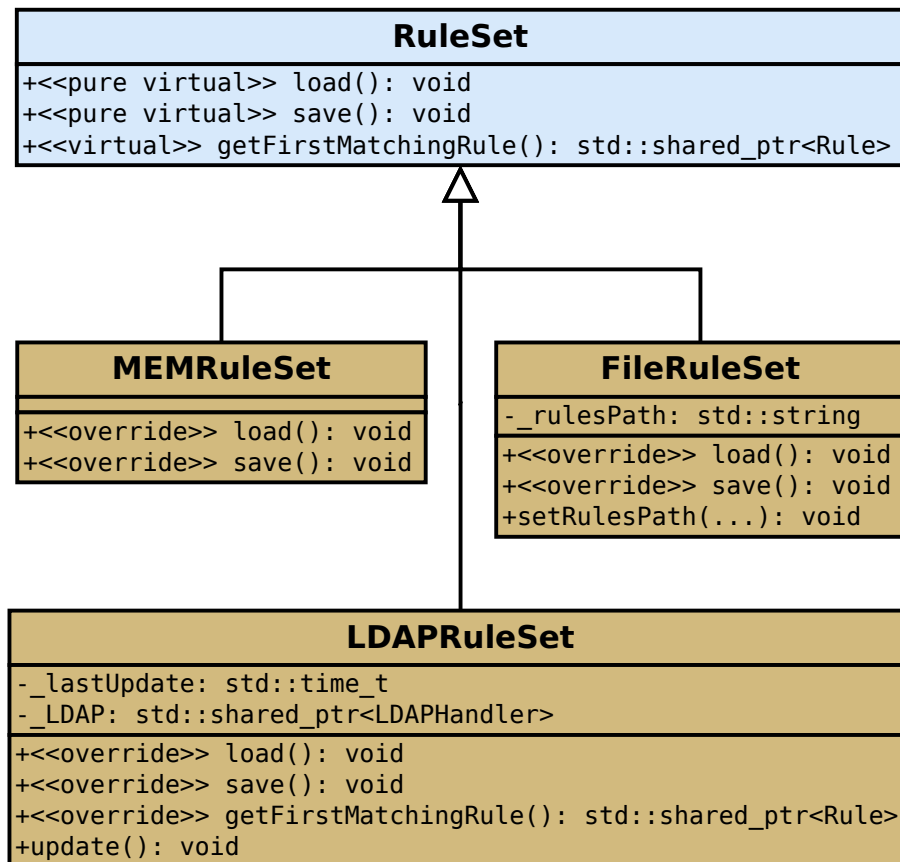 RuleSet
+<<pure virtual>> load(): void
+<<pure virtual>> save(): void
+<<virtual>> getFirstMatchingRule(): std::shared_ptr<Rule>
MEMRuleSet
+<<override>> load(): void
+<<override>> save(): void
FileRuleSet
-_rulesPath: std::string
+<<override>> load(): void
+<<override>> save(): void
+setRulesPath(...): void
LDAPRuleSet
-_lastUpdate: std::time_t
-_LDAP: std::shared_ptr<LDAPHandler>
+<<override>> load(): void
+<<override>> save(): void
+<<override>> getFirstMatchingRule(): std::shared_ptr<Rule>
+update(): void